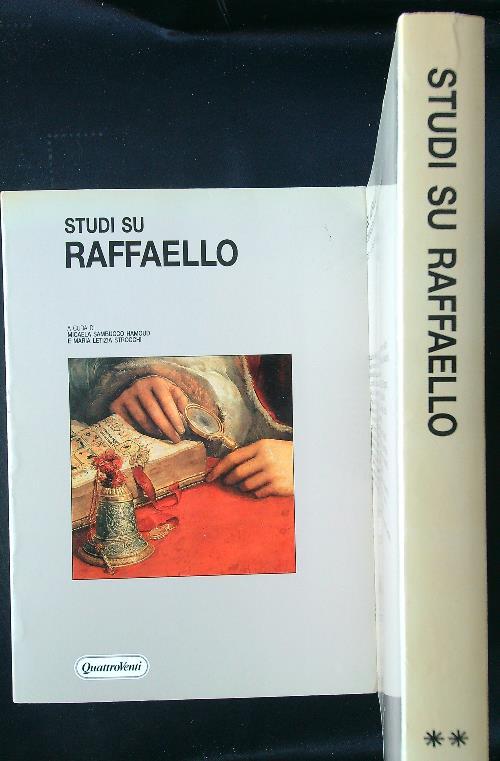 STUDI SU
RAFFAELLO
A CURA DI
MICAELA SAMBUCCO HAMOUD
E MARIA LETIZIA STROCCHI
QuattroVenti
STUDI SU RAFFAELLO
**